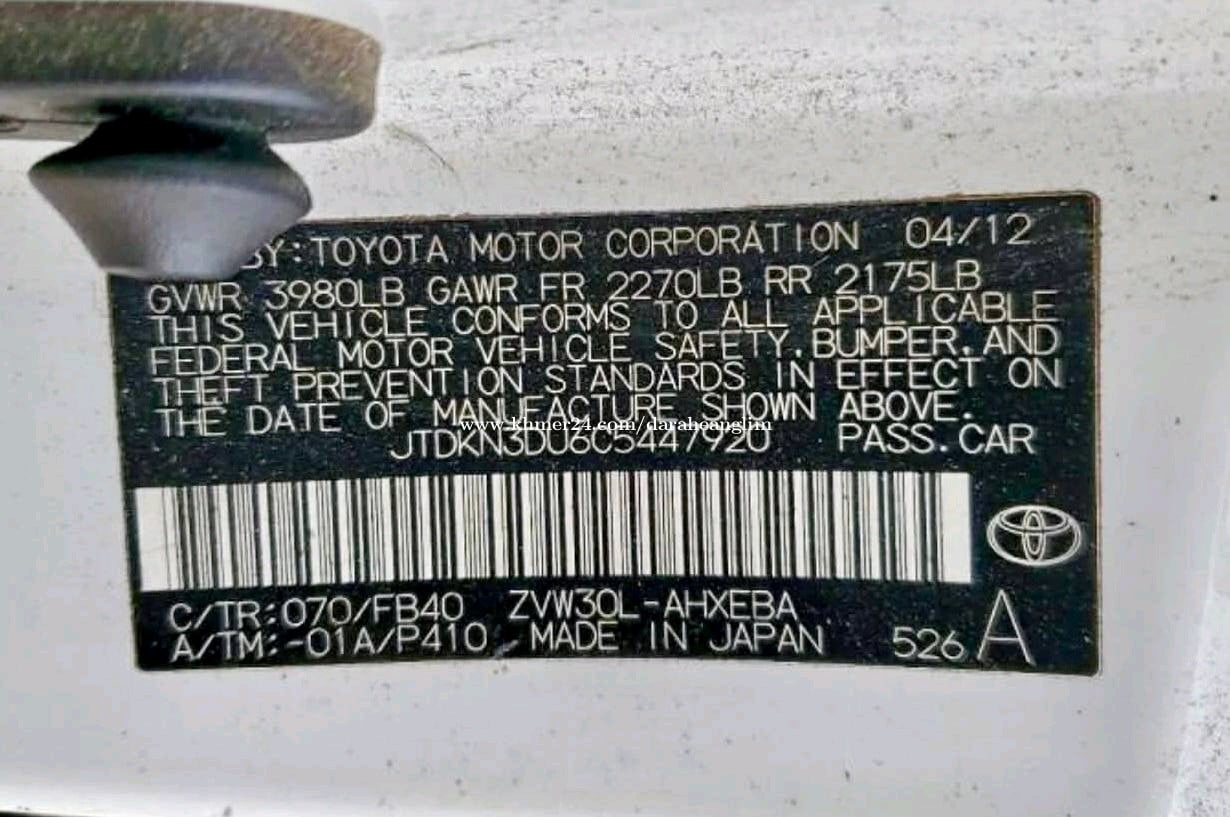 BY: TOYOTA MOTOR CORPORATION 04/12
GVWR 3980LB GAWR FR 2270LB RR 2175LB
THIS VEHICLE CONFORMS TO ALL APPLICABLE
FEDERAL MOTOR VEHICLE SAFETY, BUMPER, AND
THEFT PREVENTION STANDARDS IN EFFECT ON
THE DATE OF MANUFACTURE SHOWN ABOVE.
www.khmer24.com/darahoanglim
JTDKN3DU6C5447920 PASS. CAR
C/TR: 070/FB40 ZVW30L-AHXEBA
A/TM: -01A/P410 MADE IN JAPAN 526 A